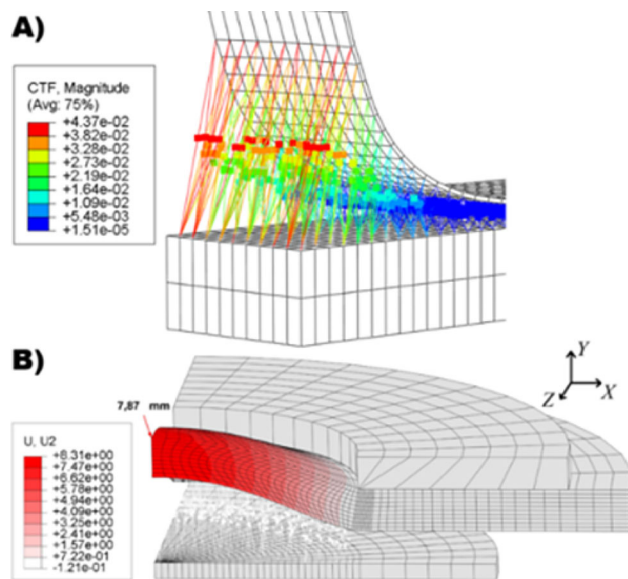 A)
CTF, Magnitude
(Avg: 75%)
+4.37e-02
+3.82e-02
+3.28e-02
+2.73e-02
+2.19e-02
+1.64e-02
+1.09e-02
+5.48e-03
+1.51e-05
B)
7,87 mm
Y
Z
X
U, U2
+8.31e+00
+7.47e+00
+6.62e+00
+5.78e+00
+4.94e+00
+4.09e+00
+3.25e+00
+2.41e+00
+1.57e+00
+7.22e-01
-1.21e-01